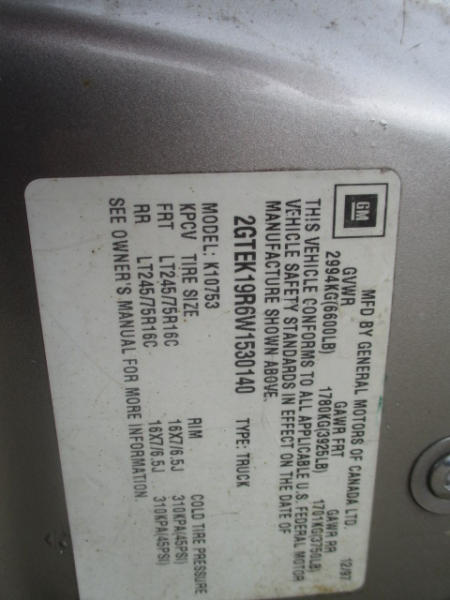 GM
MFD BY GENERAL MOTORS OF CANADA LTD.
12/97
GVWR GAWR FRT GAWR RR
2994KG(6600LB) 1780KG(3925LB) 1701KG(3750LB)
THIS VEHICLE CONFORMS TO ALL APPLICABLE U.S. FEDERAL MOTOR
VEHICLE SAFETY STANDARDS IN EFFECT ON THE DATE OF
MANUFACTURE SHOWN ABOVE.
2GTEK19R6W1530140 TYPE: TRUCK
MODEL: K10753
KPCV TIRE SIZE. RIM COLD TIRE PRESSURE
FRT LT245/75R16C 16X7/6.5J 310KPA(45PSI)
RR LT245/75R16C 16X7/6.5J 310KPA(45PSI)
SEE OWNER'S MANUAL FOR MORE INFORMATION.